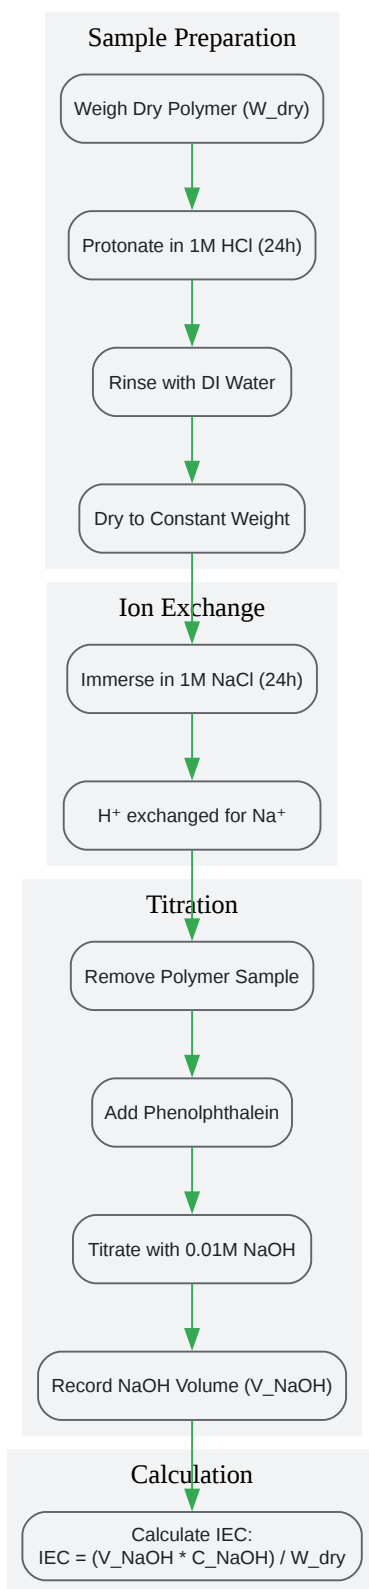 Sample Preparation
Weigh Dry Polymer (W_dry)
Protonate in 1M HCl (24h)
Rinse with DI Water
Dry to Constant Weight
Ion Exchange
Immerse in 1M NaCl (24h)
H⁺ exchanged for Na⁺
Titration
Remove Polymer Sample
Add Phenolphthalein
Titrate with 0.01M NaOH
Record NaOH Volume (V_NaOH)
Calculation
Calculate IEC:
IEC = (V_NaOH * C_NaOH) / W_dry